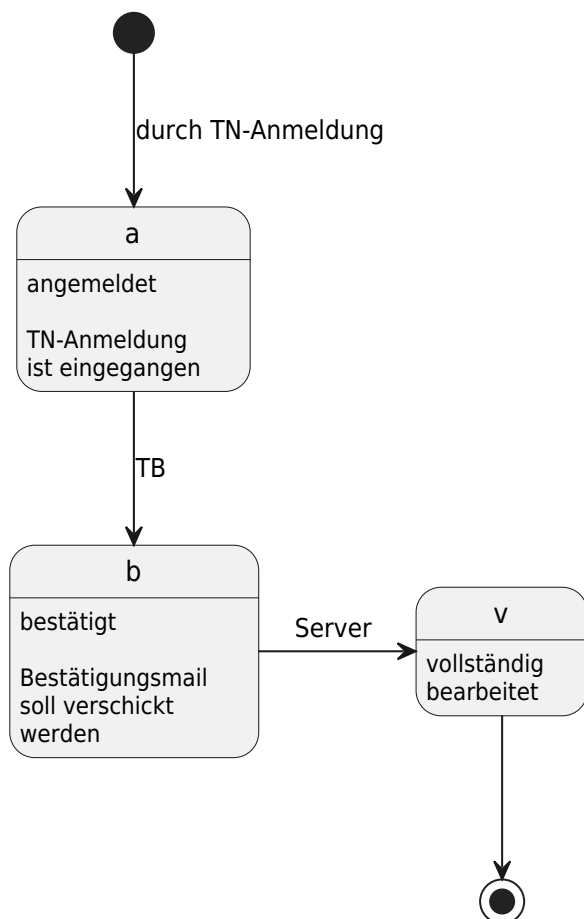 durch TN-Anmeldung
a
angemeldet
TN-Anmeldung
ist eingegangen
TB
b
bestätigt
Bestätigungsmail
soll verschickt
werden
Server
v
vollständig
bearbeitet